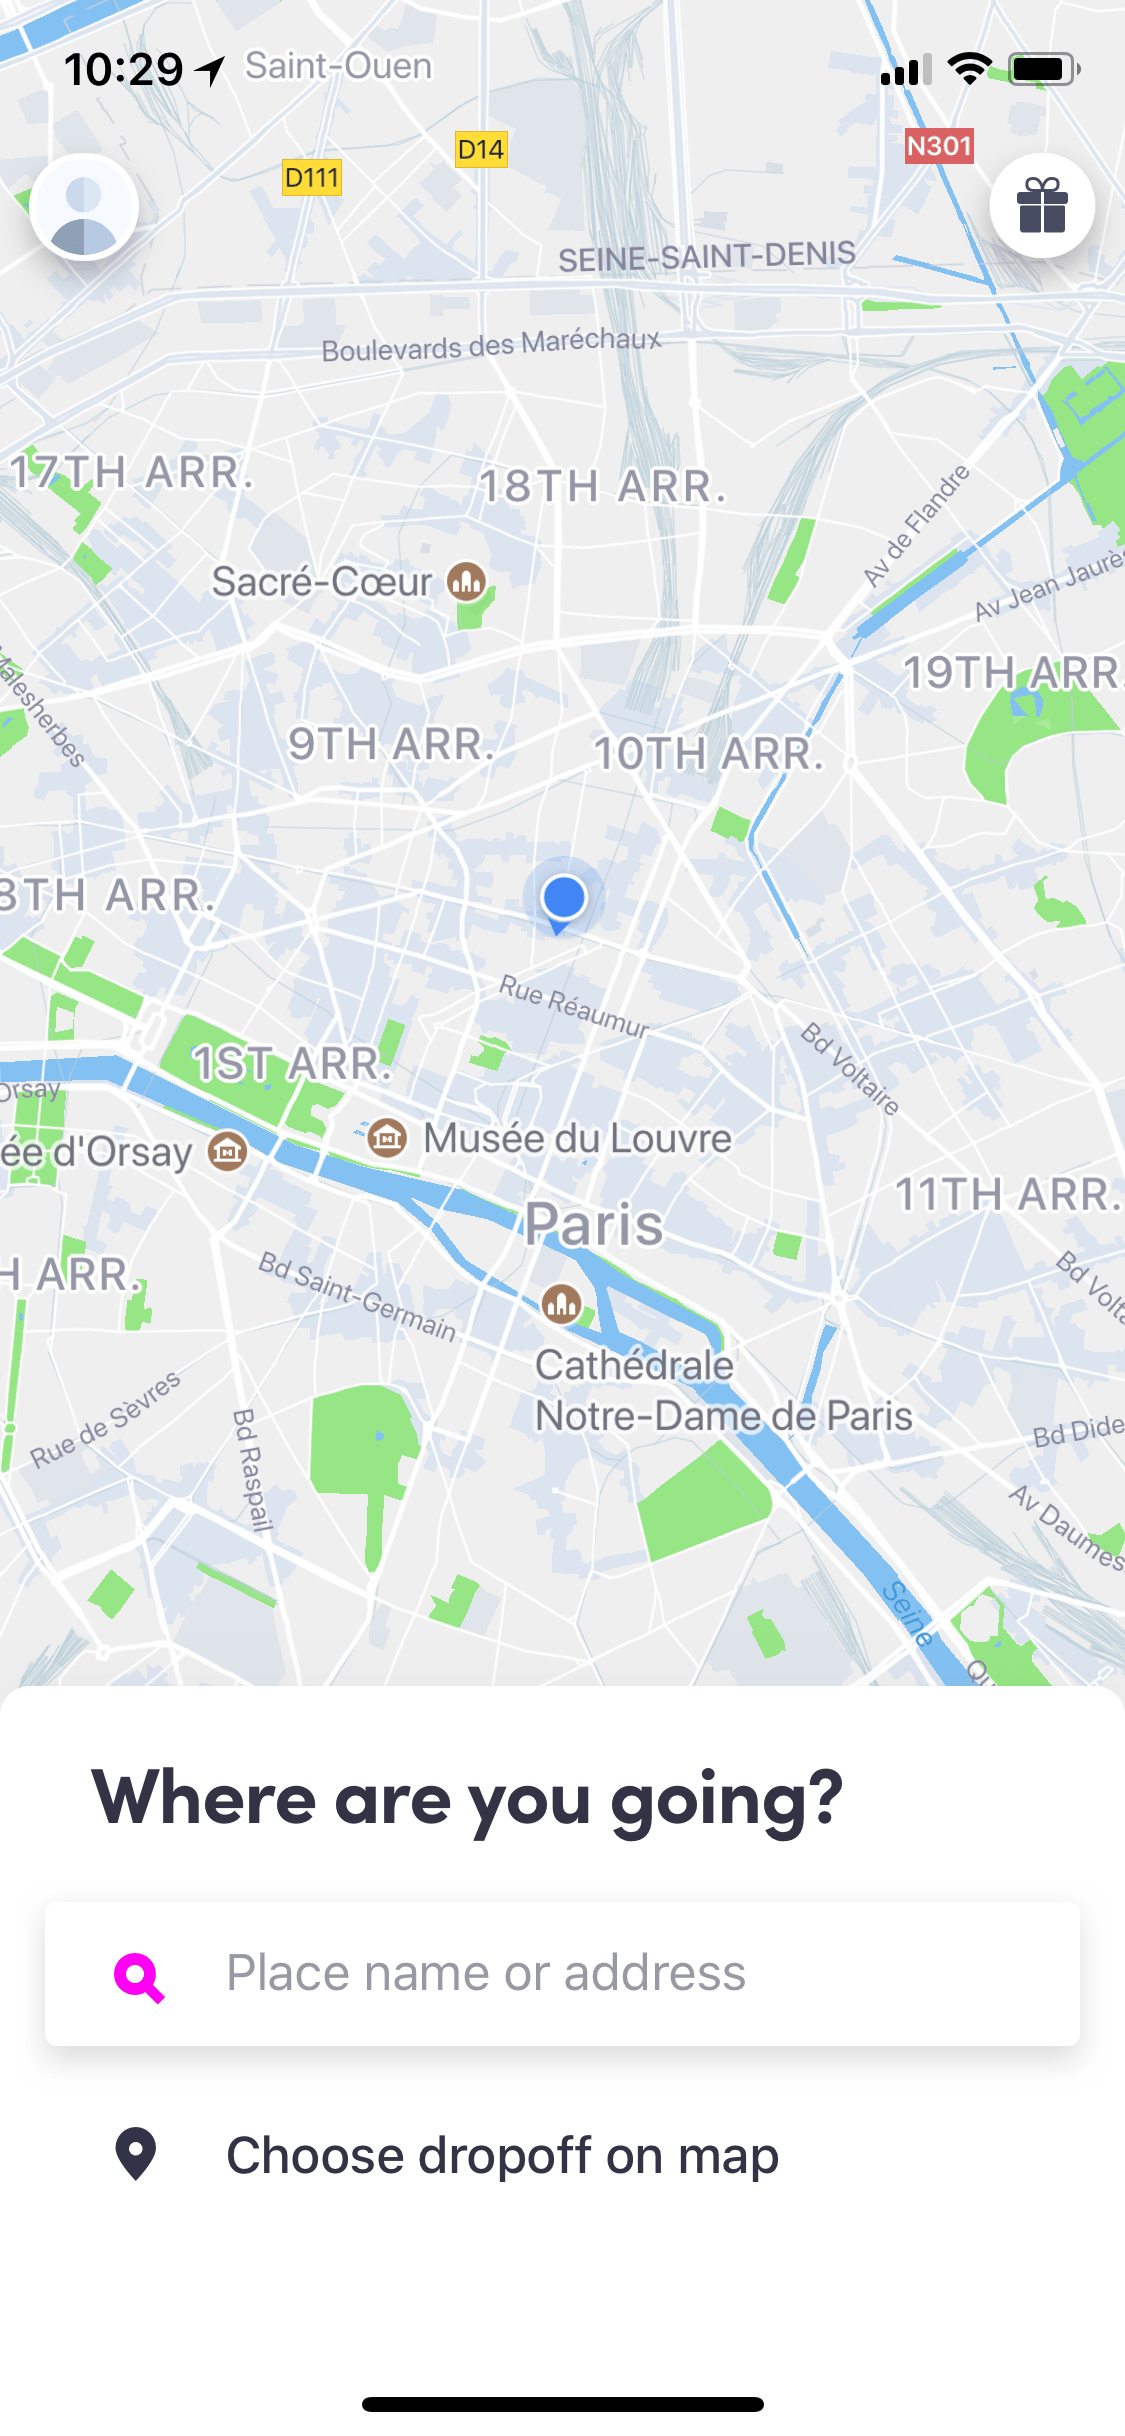 10:29
Saint-Ouen
D14
N301
D111
SEINE-SAINT-DENIS
Boulevards des Maréchaux
17TH ARR.
18TH ARR.
Av de Flandre
Sacré-Cœur
Av Jean Jaurès
Malesherbes
19TH ARR.
9TH ARR.
10TH ARR.
8TH ARR.
Rue Réaumur
1ST ARR.
Bd Voltaire
Orsay
ée d'Orsay
Musée du Louvre
11TH ARR.
Paris
H ARR.
Bd Saint-Germain
Bd Volta
Cathédrale
Notre-Dame de Paris
Rue de Sèvres
Bd Raspail
Bd Dide
Av Daumes
Seine
Qu
Where are you going?
Place name or address
Choose dropoff on map